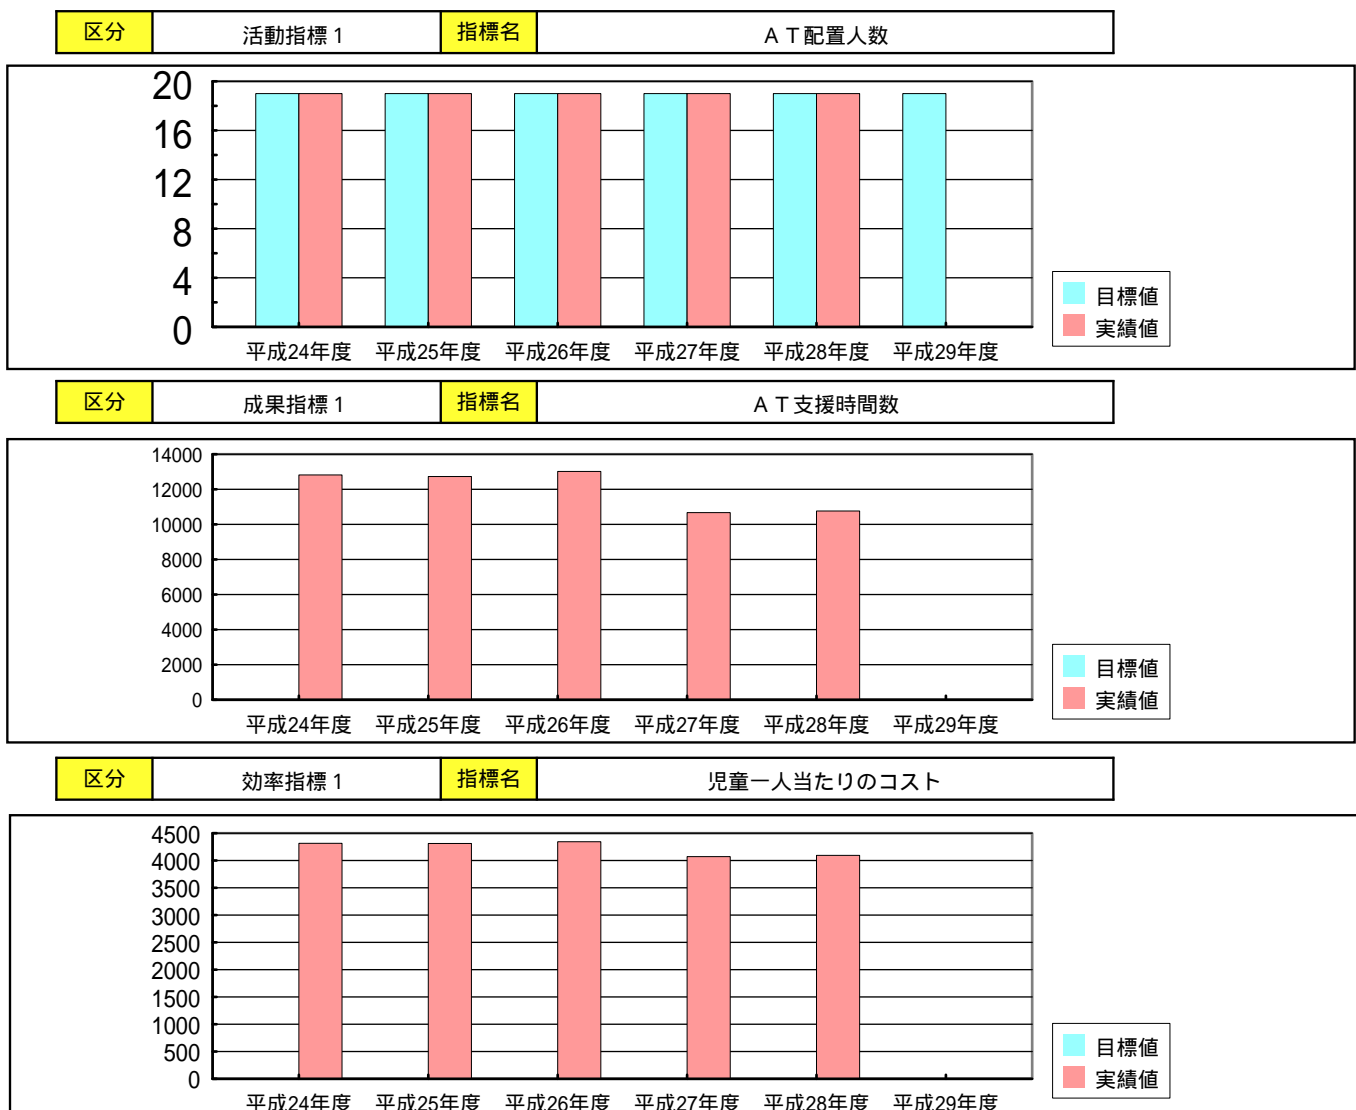 区分 活動指標1 指標名 ＡＴ配置人数
20
16
12
8
4
0
平成24年度 平成25年度 平成26年度 平成27年度 平成28年度 平成29年度
目標値
実績値
区分 成果指標1 指標名 ＡＴ支援時間数
14000
12000
10000
8000
6000
4000
2000
0
平成24年度 平成25年度 平成26年度 平成27年度 平成28年度 平成29年度
目標値
実績値
区分 効率指標1 指標名 児童一人当たりのコスト
4500
4000
3500
3000
2500
2000
1500
1000
500
0
平成24年度 平成25年度 平成26年度 平成27年度 平成28年度 平成29年度
目標値
実績値